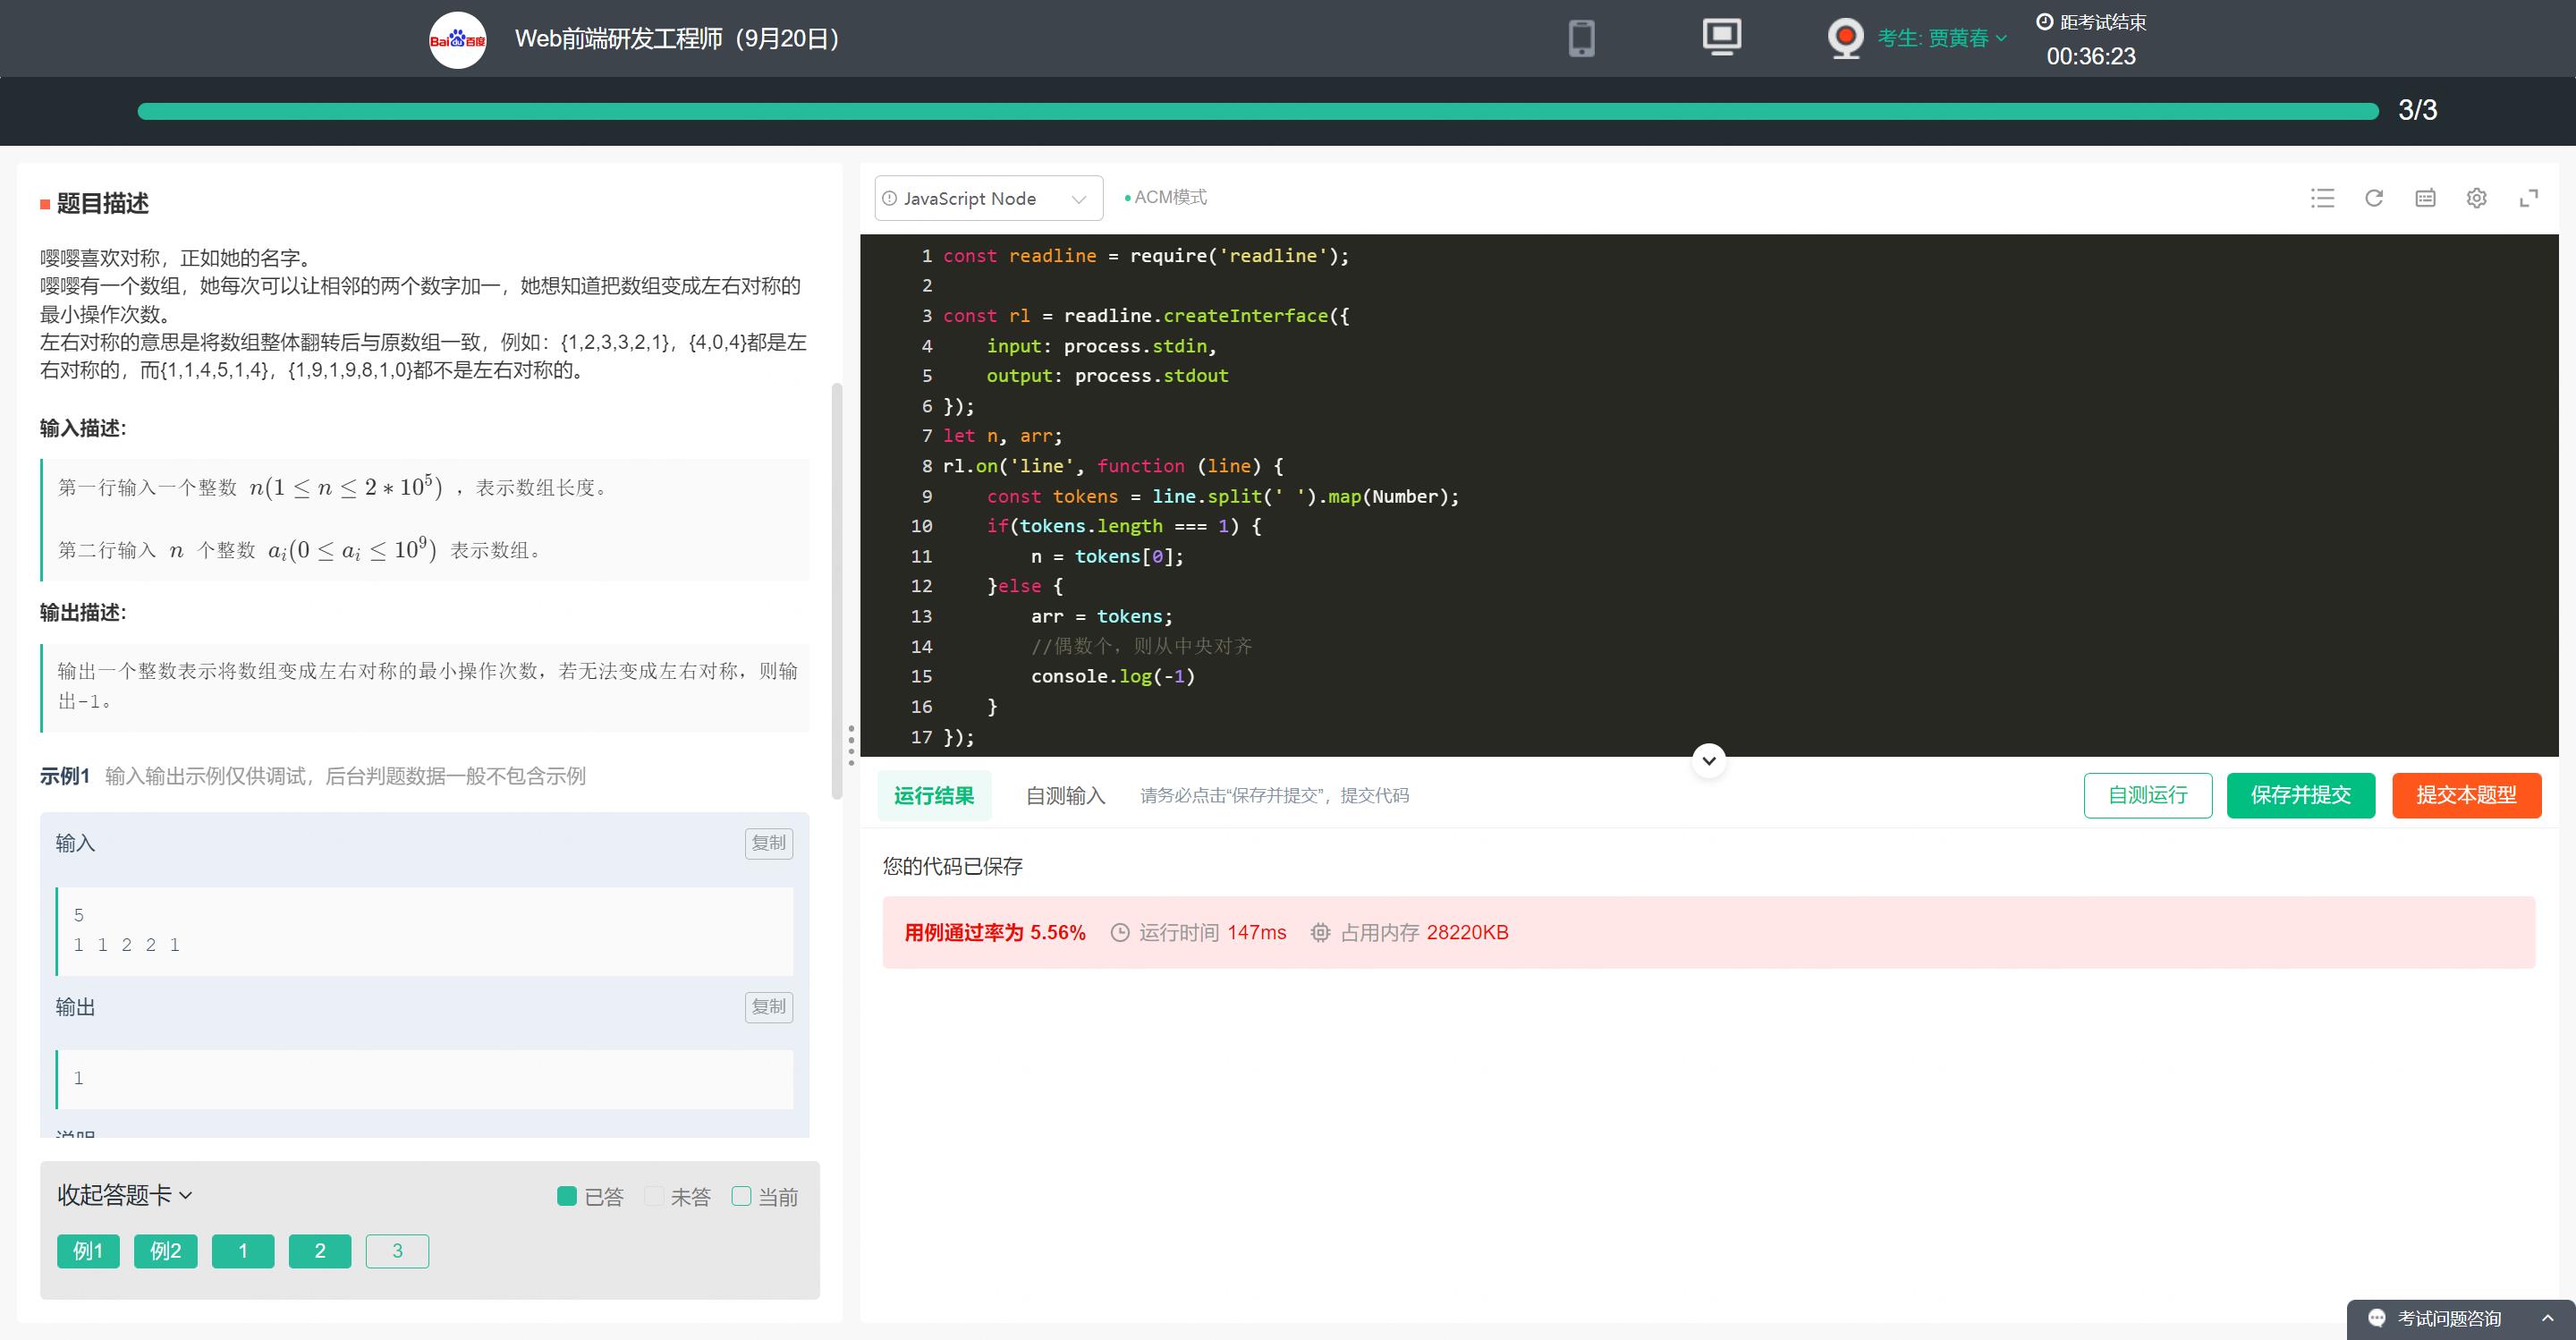 Bai du 百度
Web前端研发工程师（9月20日）
考生: 贾黄春
距考试结束
00:36:23
3/3
题目描述
嘤嘤喜欢对称，正如她的名字。
嘤嘤有一个数组，她每次可以让相邻的两个数字加一，她想知道把数组变成左右对称的
最小操作次数。
左右对称的意思是将数组整体翻转后与原数组一致，例如：{1,2,3,3,2,1}，{4,0,4}都是左
右对称的，而{1,1,4,5,1,4}，{1,9,1,9,8,1,0}都不是左右对称的。
输入描述:
第一行输入一个整数 n(1 ≤ n ≤ 2 * 10^5) ，表示数组长度。
第二行输入 n 个整数 a_i(0 ≤ a_i ≤ 10^9) 表示数组。
输出描述:
输出一个整数表示将数组变成左右对称的最小操作次数，若无法变成左右对称，则输
出-1。
示例1 输入输出示例仅供调试，后台判题数据一般不包含示例
输入
复制
5
1 1 2 2 1
输出
复制
1
说明
收起答题卡
已答 未答 当前
例1 例2 1 2 3
JavaScript Node
ACM模式
1 const readline = require('readline');
2
3 const rl = readline.createInterface({
4     input: process.stdin,
5     output: process.stdout
6 });
7 let n, arr;
8 rl.on('line', function (line) {
9     const tokens = line.split(' ').map(Number);
10     if(tokens.length === 1) {
11         n = tokens[0];
12     }else {
13         arr = tokens;
14         //偶数个，则从中央对齐
15         console.log(-1)
16     }
17 });
运行结果 自测输入 请务必点击“保存并提交”，提交代码
自测运行 保存并提交 提交本题型
您的代码已保存
用例通过率为 5.56% 运行时间 147ms 占用内存 28220KB
考试问题咨询